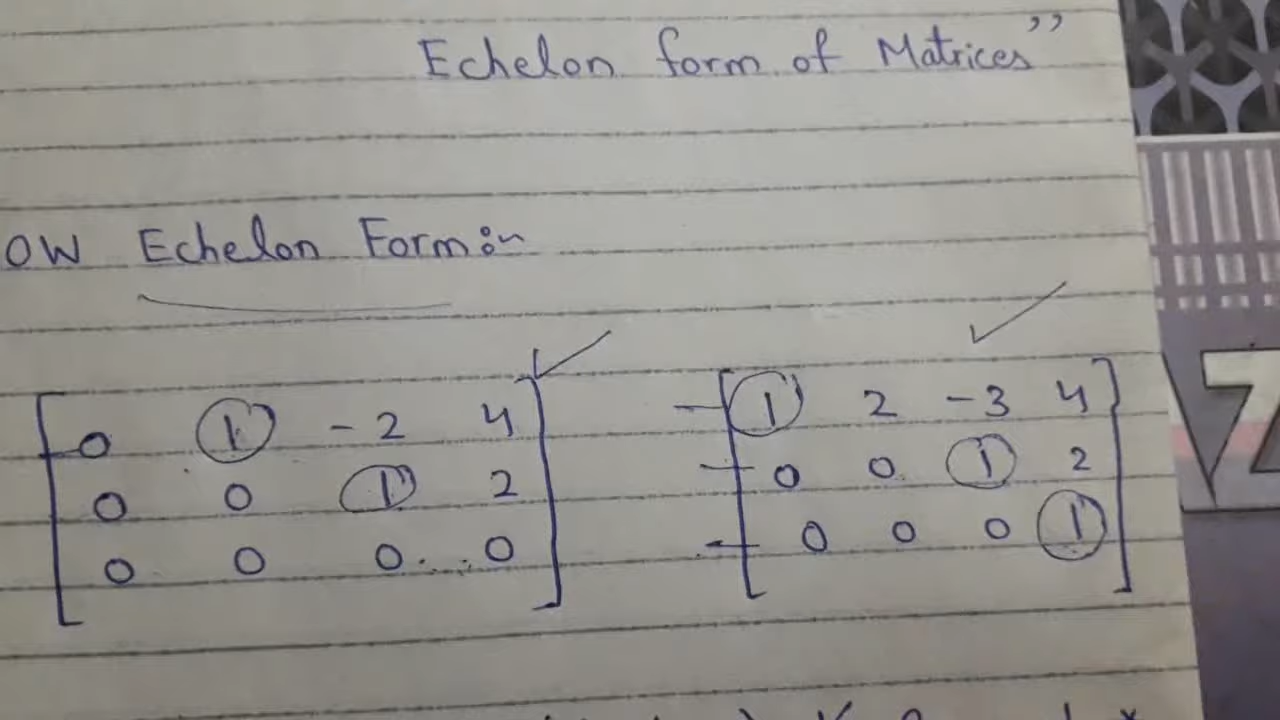 Echelon form of Matrices”
ow Echelon Form:-
0 1 -2 4
0 0 1 2
0 0 0 0
1 2 -3 4
0 0 1 2
0 0 0 1